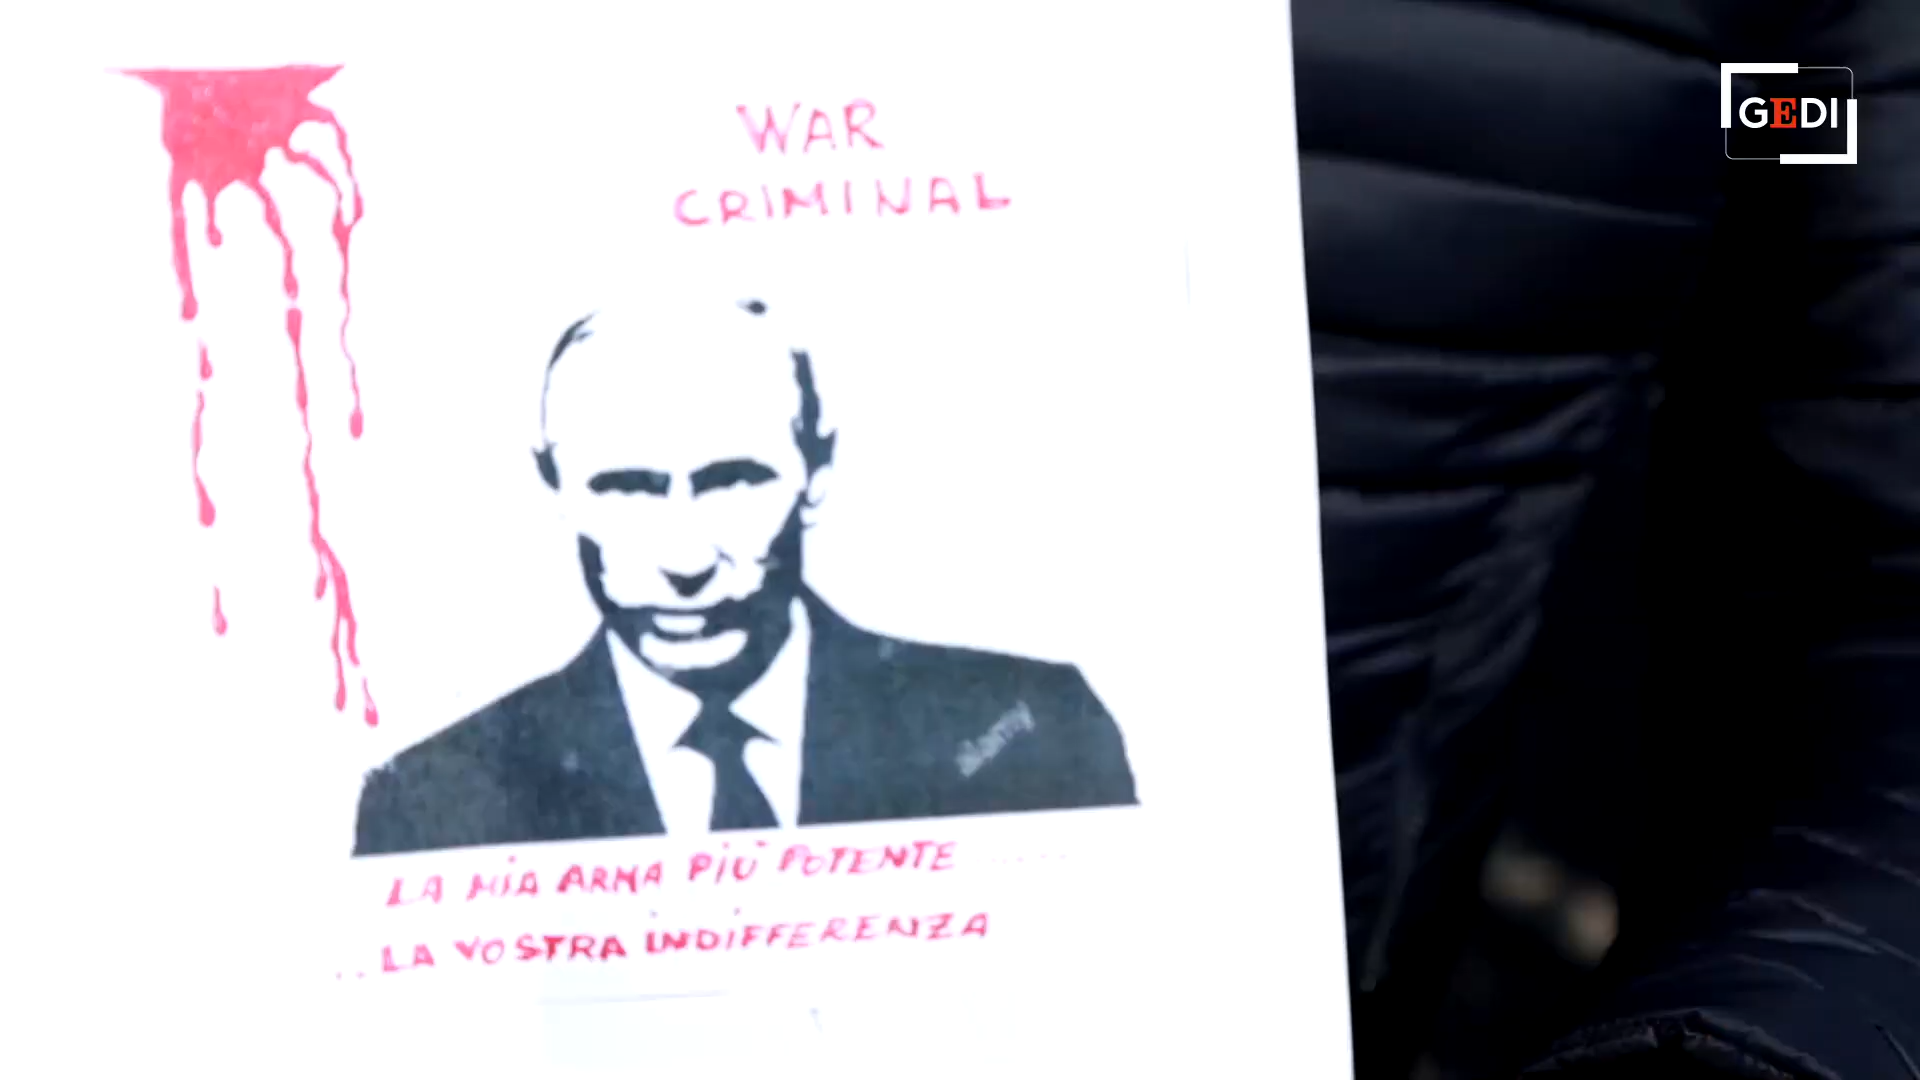 GEDI
WAR
CRIMINAL
LA MIA ARMA PIÙ POTENTE .....
..LA VOSTRA INDIFFERENZA